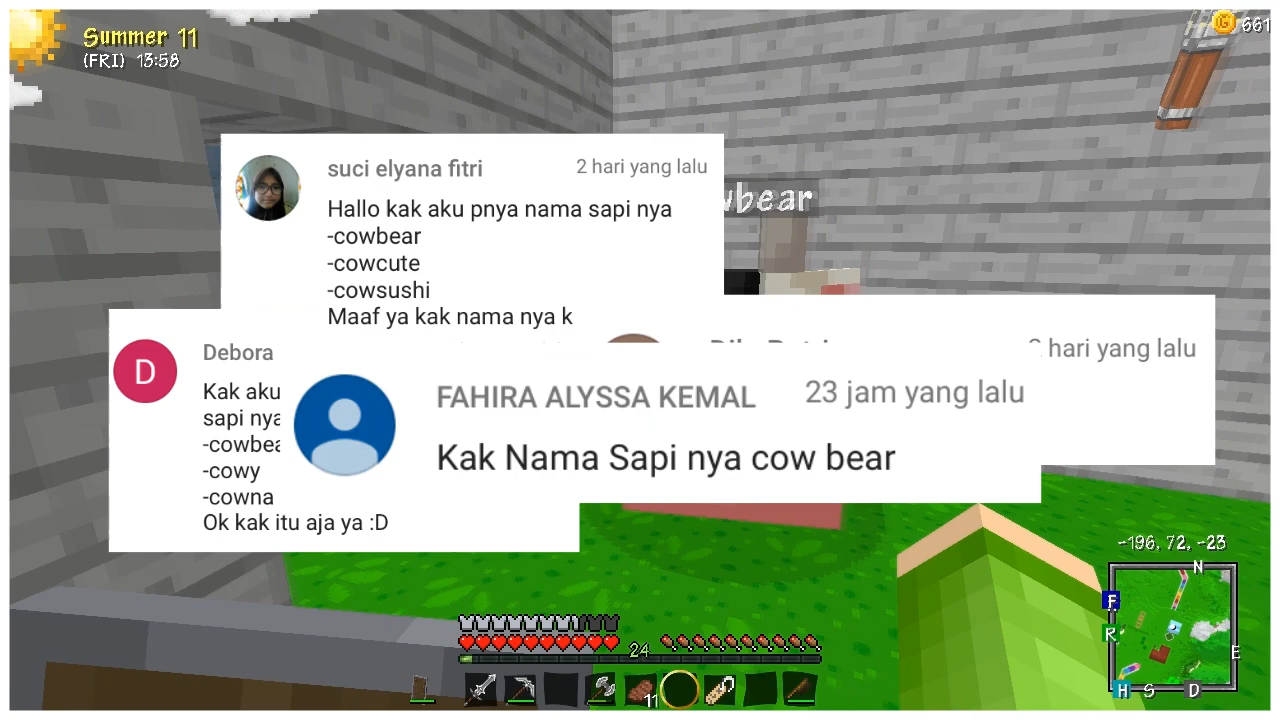 Summer 11
(FRI) 13:58
661
suci elyana fitri 2 hari yang lalu
Hallo kak aku pnya nama sapi nya
-cowbear
-cowcute
-cowsushi
Maaf ya kak nama nya k
wbear
hari yang lalu
Debora
Kak aku
sapi nya
-cowbea
-cowy
-cowna
Ok kak itu aja ya :D
D
FAHIRA ALYSSA KEMAL 23 jam yang lalu
Kak Nama Sapi nya cow bear
-196, 72, -23
N
F
R
E
H S D
24
11